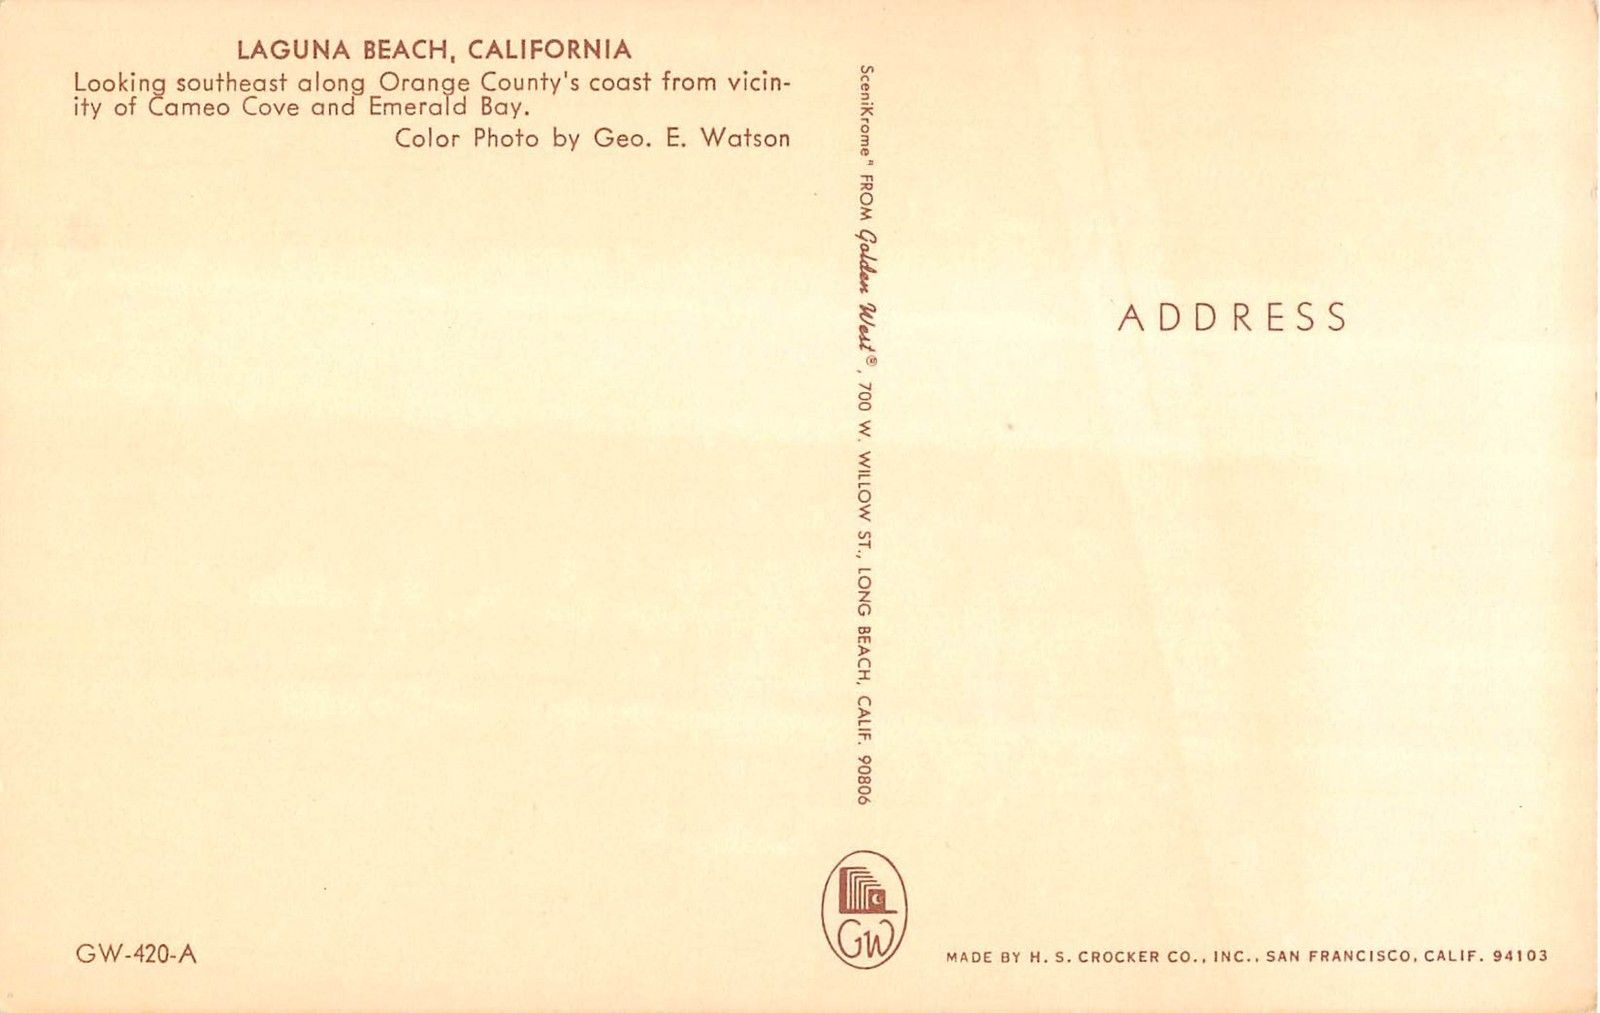 LAGUNA BEACH, CALIFORNIA
Looking southeast along Orange County's coast from vicin-
ity of Cameo Cove and Emerald Bay.
Color Photo by Geo. E. Watson
SceniKrome" FROM Golden West®, 700 W. WILLOW ST., LONG BEACH, CALIF. 90806
ADDRESS
GW-420-A
GW
MADE BY H. S. CROCKER CO., INC., SAN FRANCISCO, CALIF. 94103